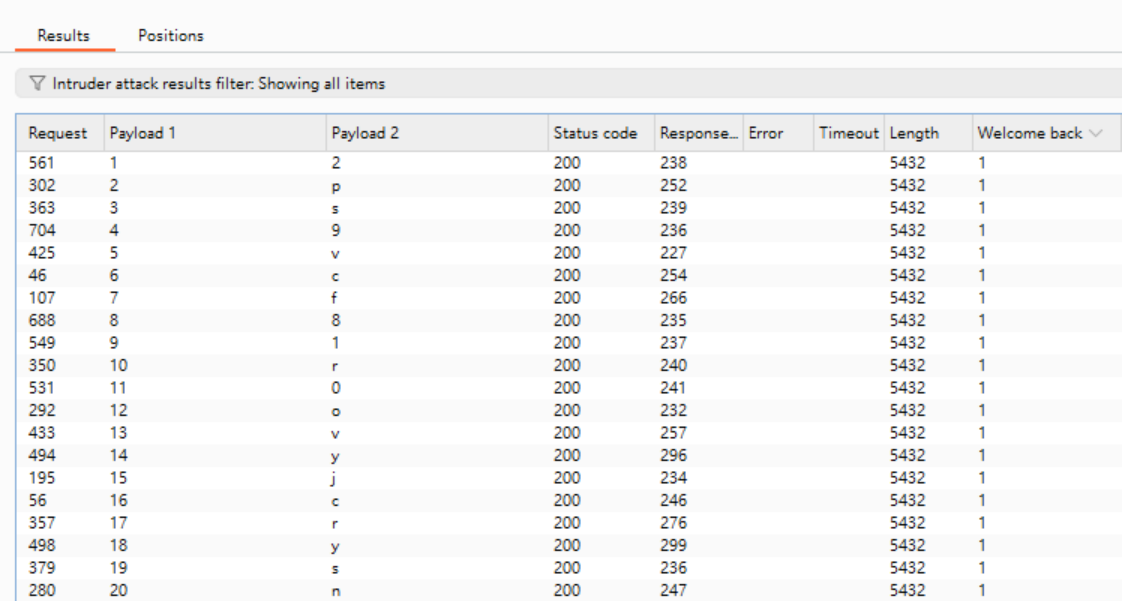 Results Positions
Intruder attack results filter: Showing all items
Request Payload 1 Payload 2 Status code Response... Error Timeout Length Welcome back
561 1 2 200 238 5432 1
302 2 p 200 252 5432 1
363 3 s 200 239 5432 1
704 4 9 200 236 5432 1
425 5 v 200 227 5432 1
46 6 c 200 254 5432 1
107 7 f 200 266 5432 1
688 8 8 200 235 5432 1
549 9 1 200 237 5432 1
350 10 r 200 240 5432 1
531 11 0 200 241 5432 1
292 12 o 200 232 5432 1
433 13 v 200 257 5432 1
494 14 y 200 296 5432 1
195 15 j 200 234 5432 1
56 16 c 200 246 5432 1
357 17 r 200 276 5432 1
498 18 y 200 299 5432 1
379 19 s 200 236 5432 1
280 20 n 200 247 5432 1